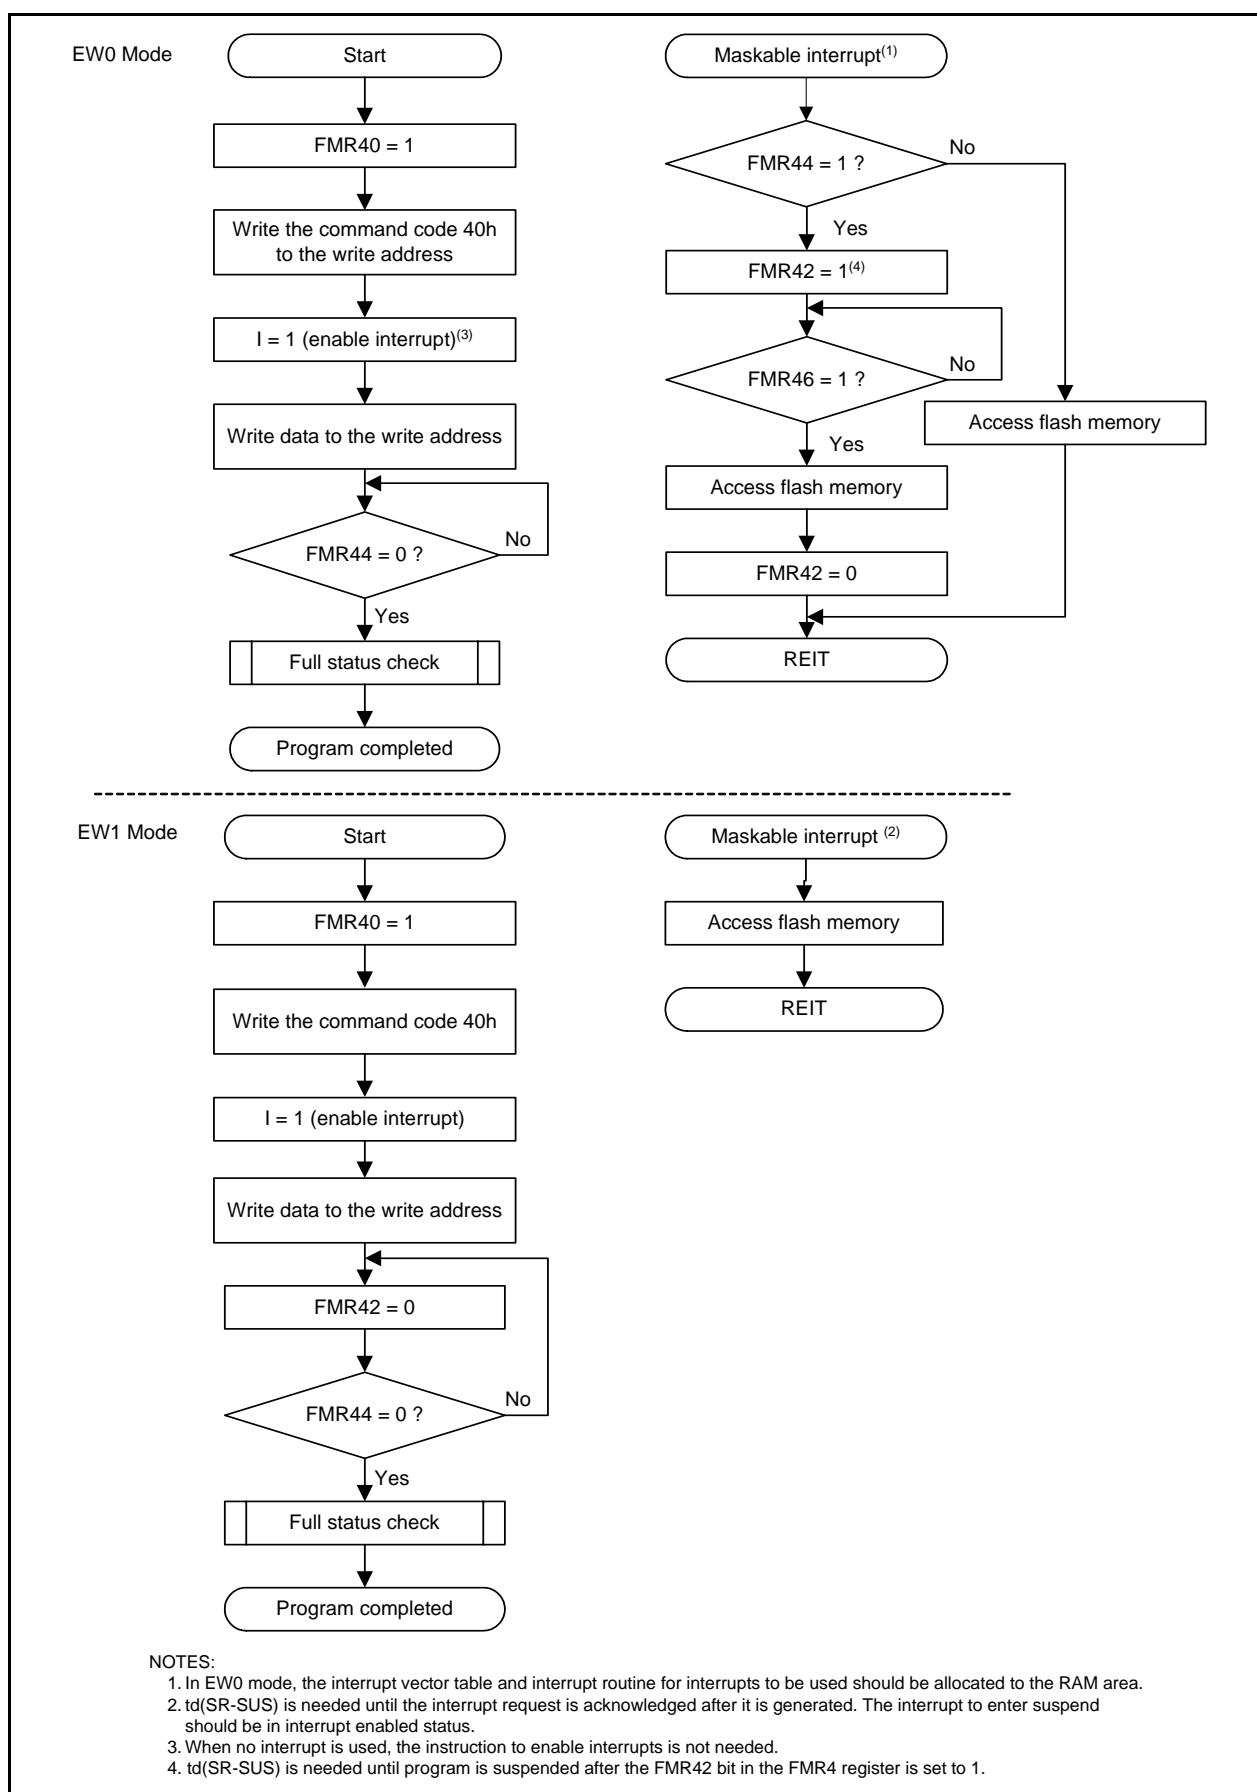 EW0 Mode
Start
FMR40 = 1
Write the command code 40h
to the write address
I = 1 (enable interrupt)(3)
Write data to the write address
FMR44 = 0 ?
No
Yes
Full status check
Program completed
Maskable interrupt(1)
FMR44 = 1 ?
No
Yes
FMR42 = 1(4)
FMR46 = 1 ?
No
Yes
Access flash memory
Access flash memory
FMR42 = 0
REIT
EW1 Mode
Start
FMR40 = 1
Write the command code 40h
I = 1 (enable interrupt)
Write data to the write address
FMR42 = 0
FMR44 = 0 ?
No
Yes
Full status check
Program completed
Maskable interrupt (2)
Access flash memory
REIT
NOTES:
1. In EW0 mode, the interrupt vector table and interrupt routine for interrupts to be used should be allocated to the RAM area.
2. td(SR-SUS) is needed until the interrupt request is acknowledged after it is generated. The interrupt to enter suspend
should be in interrupt enabled status.
3. When no interrupt is used, the instruction to enable interrupts is not needed.
4. td(SR-SUS) is needed until program is suspended after the FMR42 bit in the FMR4 register is set to 1.